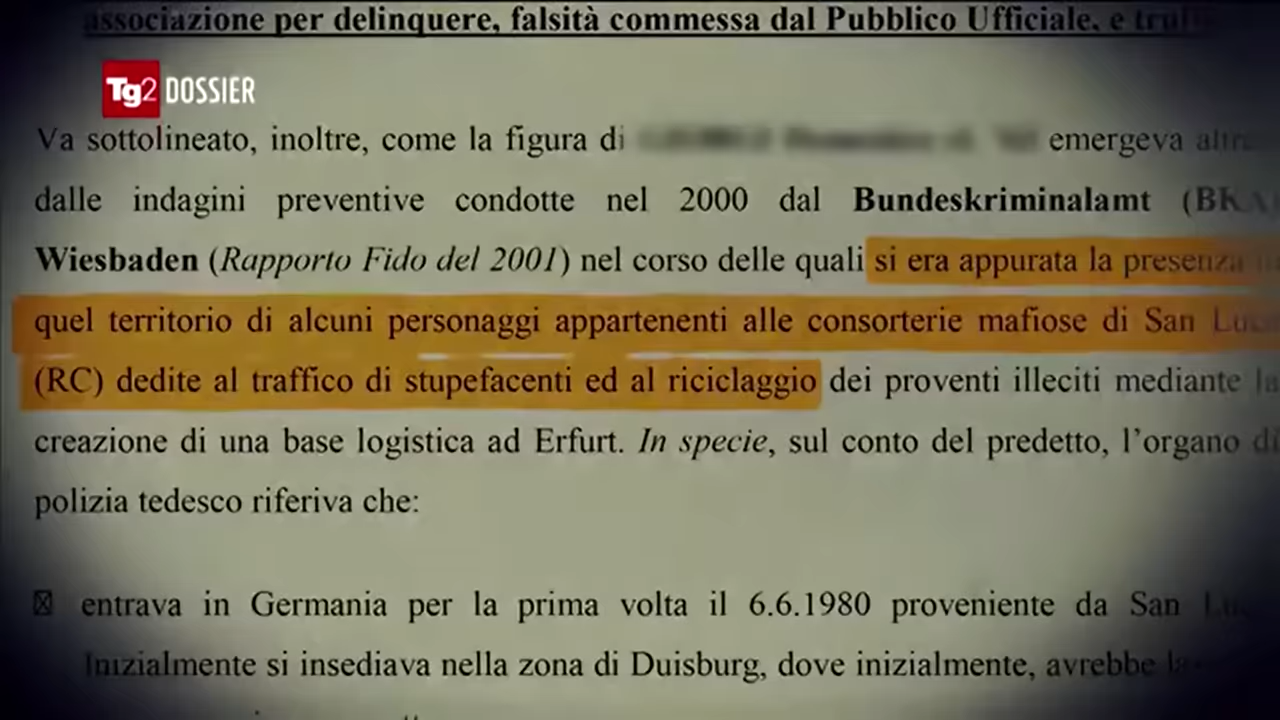 associazione per delinquere, falsità commessa dal Pubblico Ufficiale, e
Tg2 DOSSIER
Va sottolineato, inoltre, come la figura di emergeva
dalle indagini preventive condotte nel 2000 dal Bundeskriminalamt (BKA)
Wiesbaden (Rapporto Fido del 2001) nel corso delle quali si era appurata la presenza
quel territorio di alcuni personaggi appartenenti alle consorterie mafiose di San Luca
(RC) dedite al traffico di stupefacenti ed al riciclaggio dei proventi illeciti mediante la
creazione di una base logistica ad Erfurt. In specie, sul conto del predetto, l'organo di
polizia tedesco riferiva che:
entrava in Germania per la prima volta il 6.6.1980 proveniente da San
Inizialmente si insediava nella zona di Duisburg, dove inizialmente, avrebbe